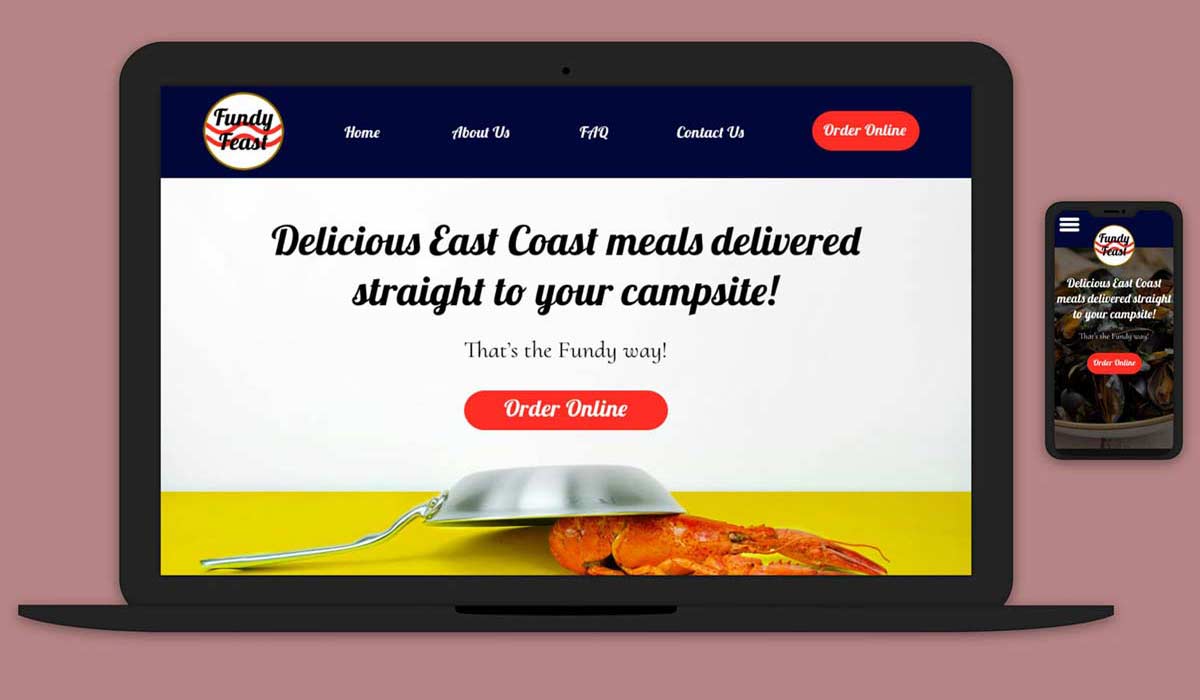 Fundy
Feast
Home
About Us
FAQ
Contact Us
Order Online
Delicious East Coast meals delivered
straight to your campsite!
That's the Fundy way!
Order Online
Fundy
Feast
Delicious East Coast
meals delivered straight
to your campsite!
That's the Fundy way!
Order Online